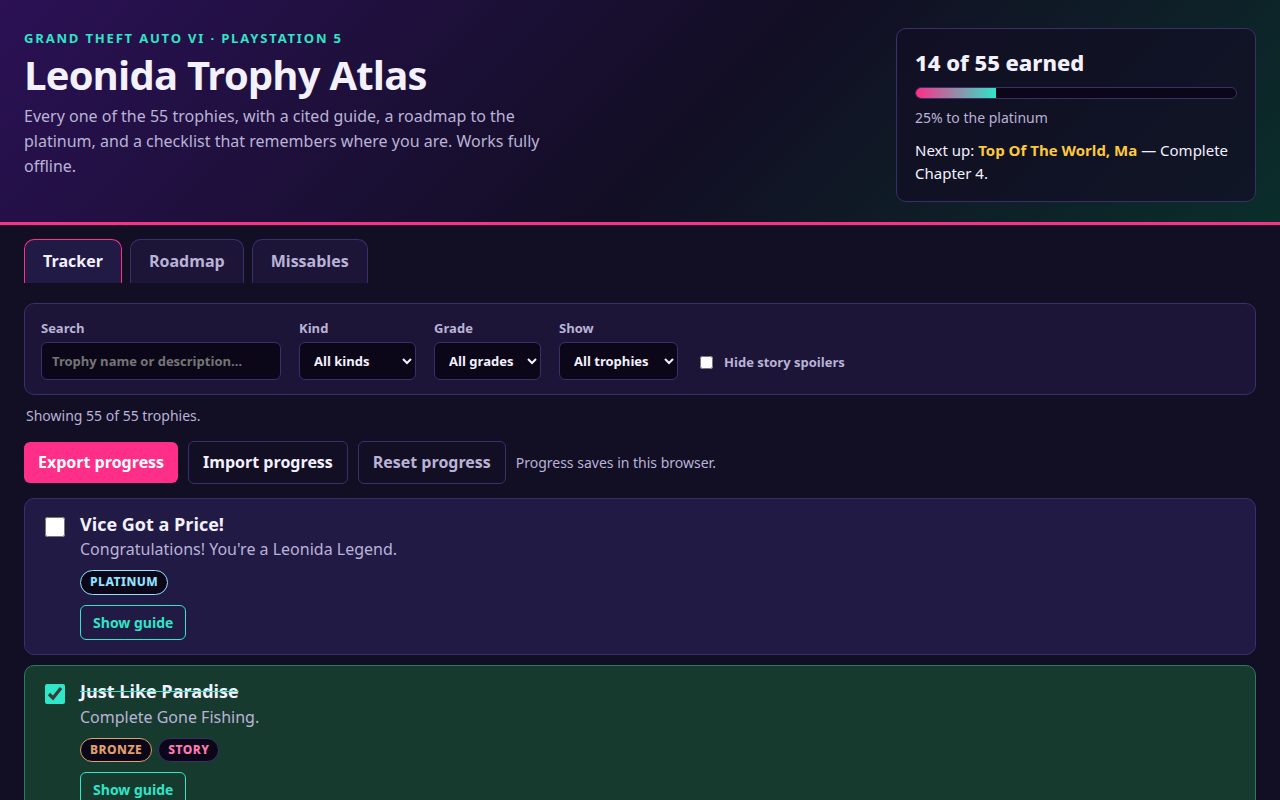 GRAND THEFT AUTO VI · PLAYSTATION 5
Leonida Trophy Atlas
Every one of the 55 trophies, with a cited guide, a roadmap to the
platinum, and a checklist that remembers where you are. Works fully
offline.
14 of 55 earned
25% to the platinum
Next up: Top Of The World, Ma — Complete
Chapter 4.
Tracker
Roadmap
Missables
Search
Kind
Grade
Show
Trophy name or description...
All kinds
All grades
All trophies
Hide story spoilers
Showing 55 of 55 trophies.
Export progress
Import progress
Reset progress
Progress saves in this browser.
Vice Got a Price!
Congratulations! You're a Leonida Legend.
PLATINUM
Show guide
Just Like Paradise
Complete Gone Fishing.
BRONZE
STORY
Show guide